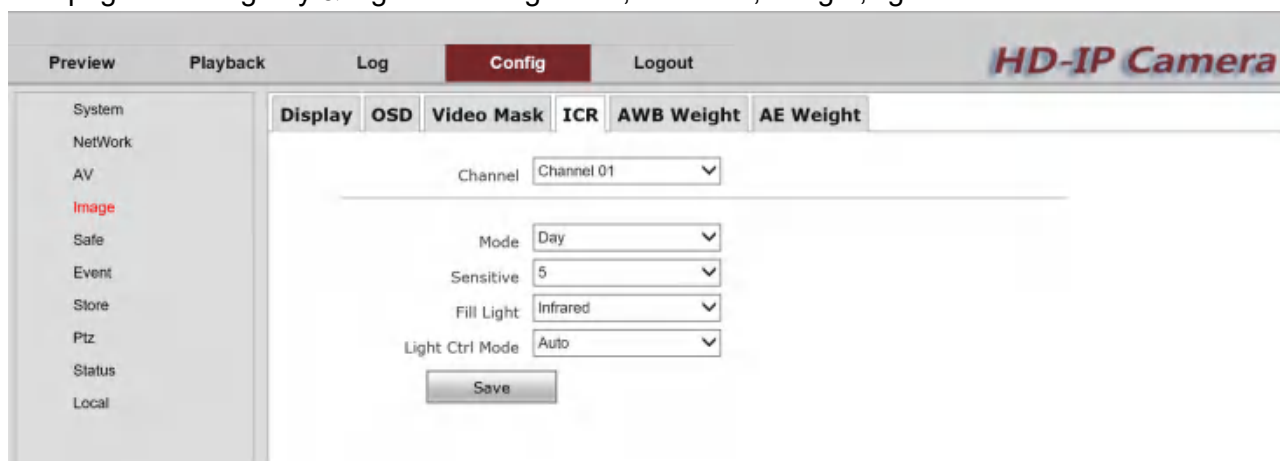 Preview Playback Log Config Logout HD-IP Camera
System
NetWork
AV
Image
Safe
Event
Store
Ptz
Status
Local
Display OSD Video Mask ICR AWB Weight AE Weight
Channel Channel 01
Mode Day
Sensitive 5
Fill Light Infrared
Light Ctrl Mode Auto
Save